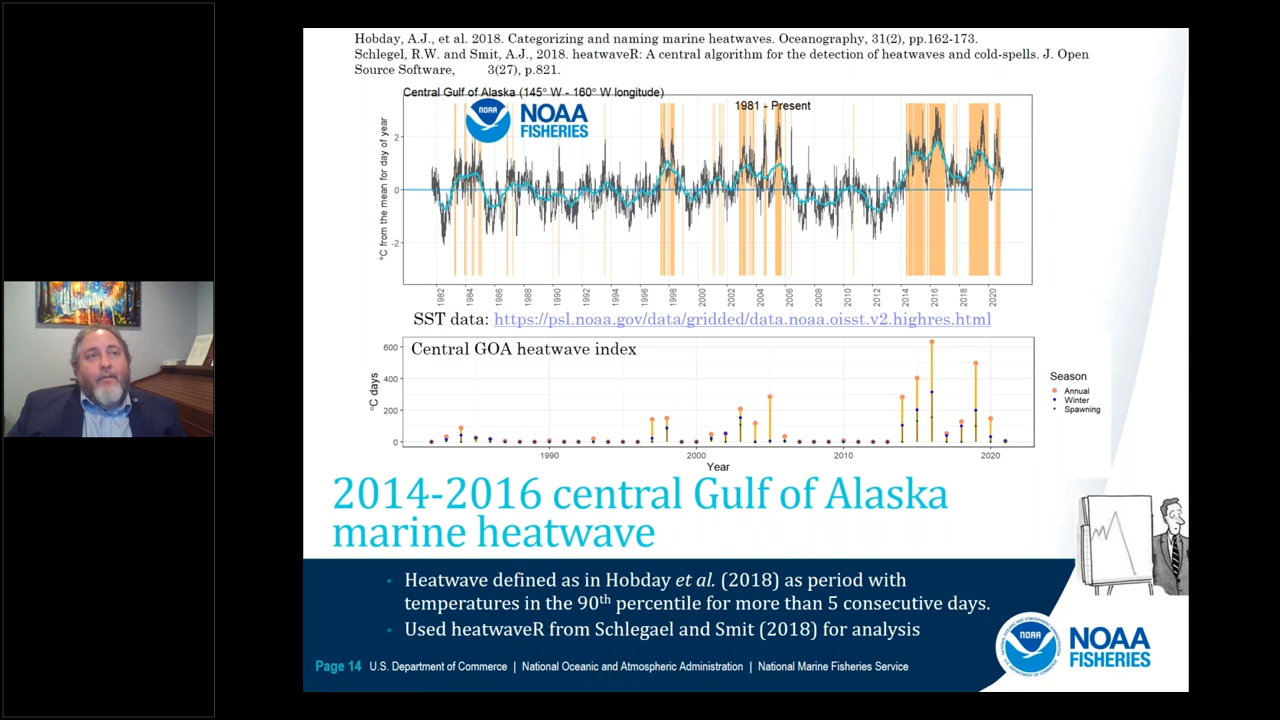 Hobday, A.J., et al. 2018. Categorizing and naming marine heatwaves. Oceanography, 31(2), pp.162-173.
Schlegel, R.W. and Smit, A.J., 2018. heatwaveR: A central algorithm for the detection of heatwaves and cold-spells. J. Open
Source Software, 3(27), p.821.
Central Gulf of Alaska (145° W - 160° W longitude)
1981 - Present
NOAA
NOAA
FISHERIES
°C from the mean for day of year
2
0
-2
1982 1984 1986 1988 1990 1992 1994 1996 1998 2000 2002 2004 2006 2008 2010 2012 2014 2016 2018 2020
SST data: https://psl.noaa.gov/data/gridded/data.noaa.oisst.v2.highres.html
Central GOA heatwave index
°C days
600
400
200
0
1990 2000 2010 2020
Year
Season
Annual
Winter
Spawning
2014-2016 central Gulf of Alaska
marine heatwave
• Heatwave defined as in Hobday et al. (2018) as period with
temperatures in the 90th percentile for more than 5 consecutive days.
• Used heatwaveR from Schlegael and Smit (2018) for analysis
NOAA
NOAA
FISHERIES
Page 14 U.S. Department of Commerce | National Oceanic and Atmospheric Administration | National Marine Fisheries Service